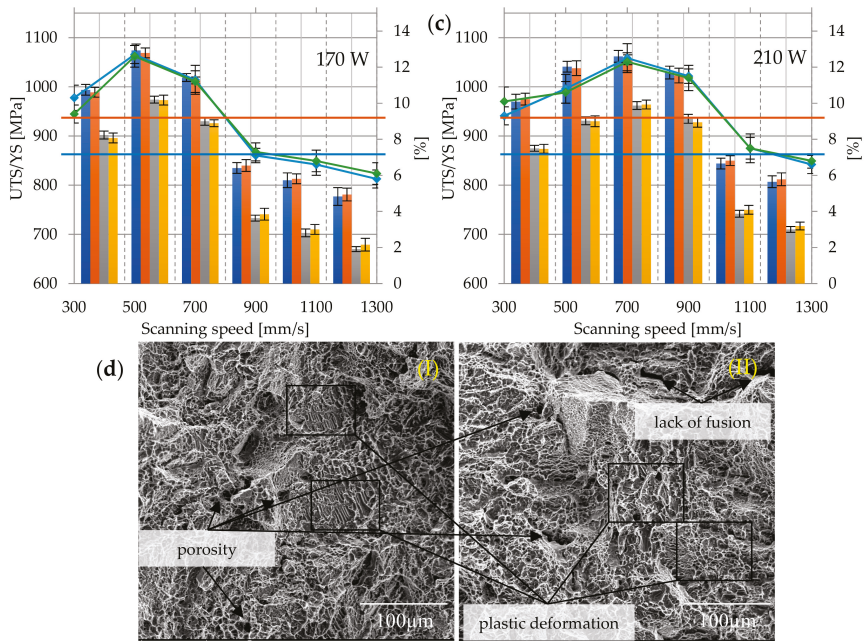 (c)
1100
1000
900
800
700
600
UTS/YS [MPa]
170 W
14
12
10
8
6
4
2
0
[%]
300 500 700 900 1100 1300
Scanning speed [mm/s]
1100
1000
900
800
700
600
UTS/YS [MPa]
210 W
14
12
10
8
6
4
2
0
[%]
300 500 700 900 1100 1300
Scanning speed [mm/s]
(d)
(I)
(II)
lack of fusion
porosity
plastic deformation
100μm
100μm